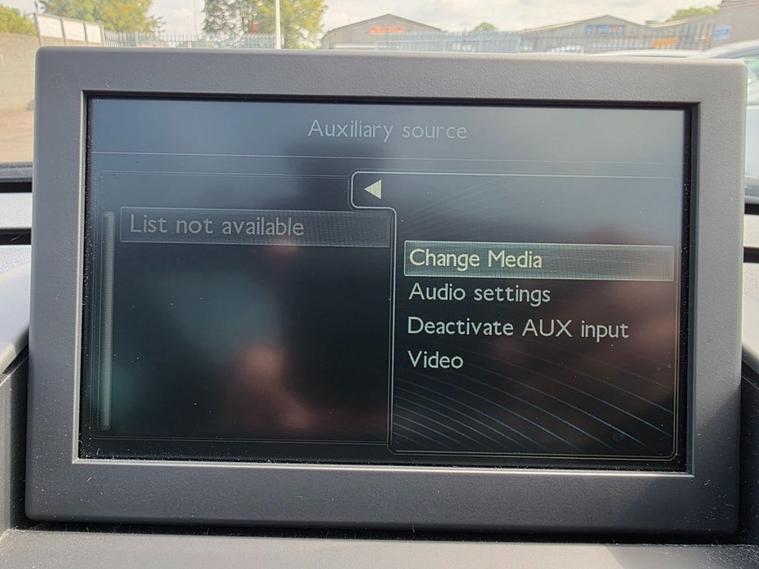 Auxiliary source
List not available
Change Media
Audio settings
Deactivate AUX input
Video